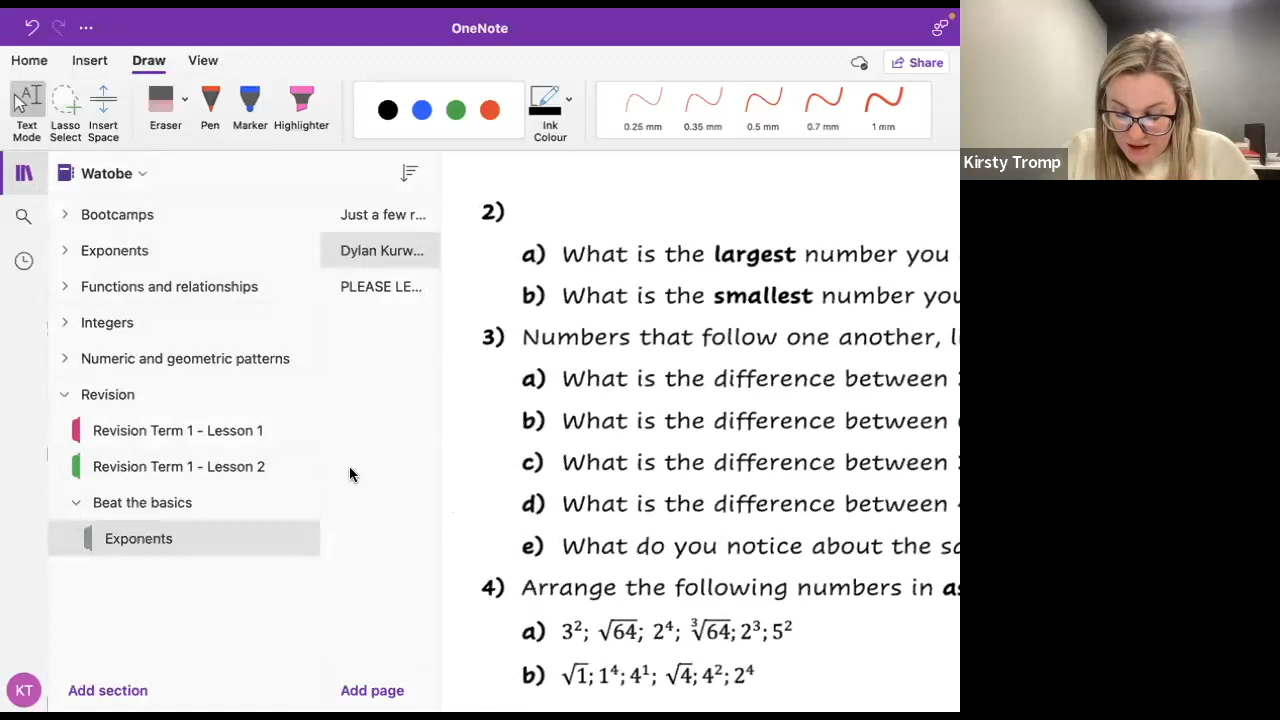 OneNote
Home Insert Draw View
Share
Text Mode
Lasso Select
Insert Space
Eraser
Pen
Marker
Highlighter
Ink Colour
0.25 mm 0.35 mm 0.5 mm 0.7 mm 1 mm
Kirsty Tromp
Watobe
Bootcamps
Exponents
Functions and relationships
Integers
Numeric and geometric patterns
Revision
Revision Term 1 - Lesson 1
Revision Term 1 - Lesson 2
Beat the basics
Exponents
KT
Add section
Just a few r...
Dylan Kurw...
PLEASE LE...
Add page
2)
a) What is the largest number you
b) What is the smallest number you
3) Numbers that follow one another,
a) What is the difference between
b) What is the difference between
c) What is the difference between
d) What is the difference between
e) What do you notice about the
4) Arrange the following numbers in
a) 3²; √64; 2⁴; ∛64; 2³; 5²
b) √1; 1⁴; 4¹; √4; 4²; 2⁴